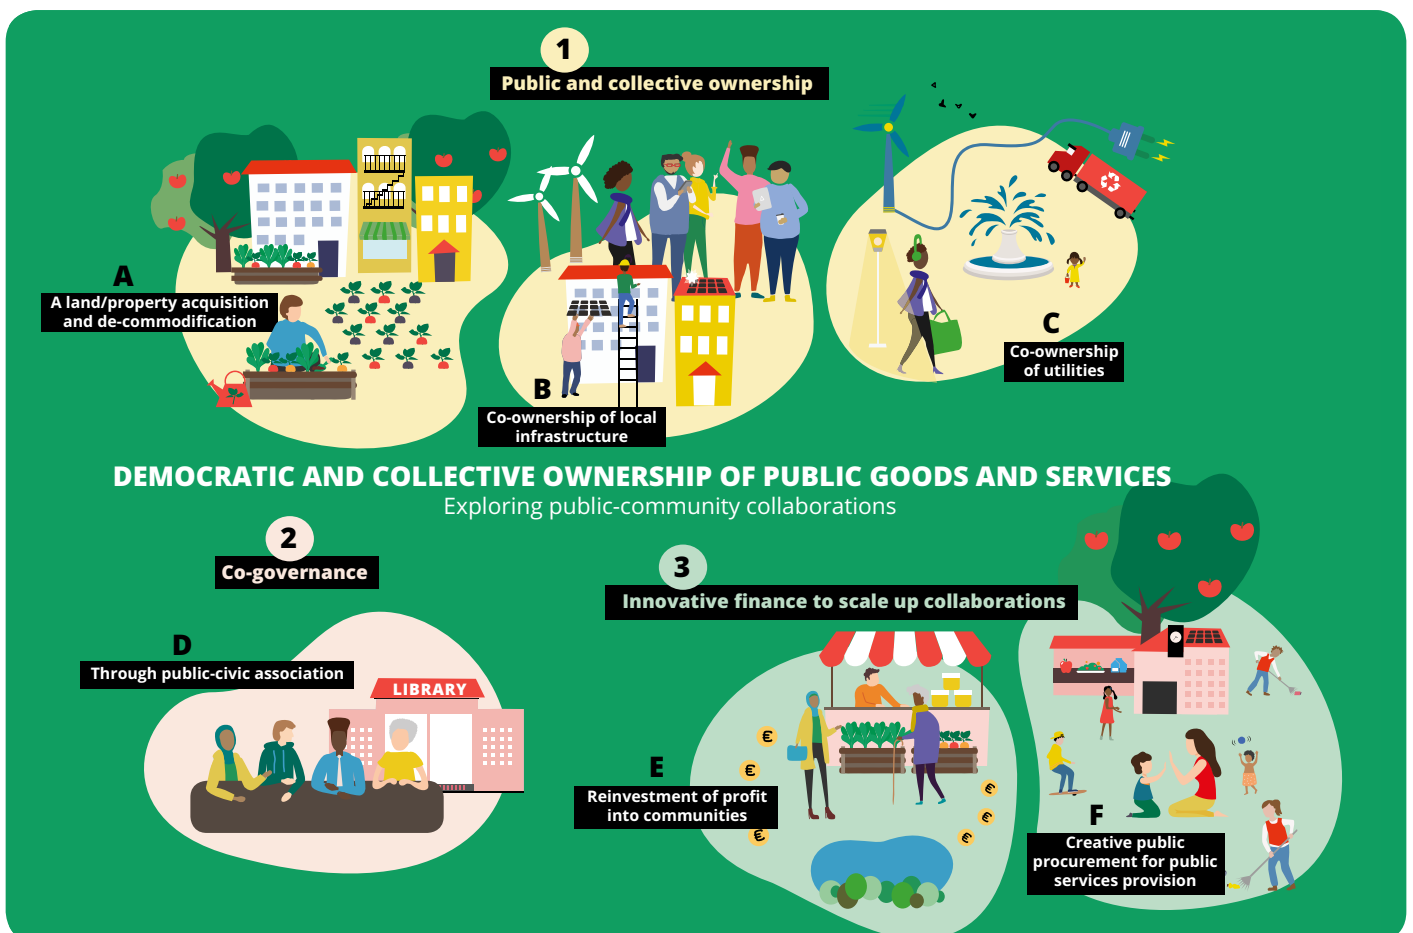 1
Public and collective ownership
A
A land/property acquisition
and de-commodification
B
Co-ownership of local
infrastructure
C
Co-ownership
of utilities
DEMOCRATIC AND COLLECTIVE OWNERSHIP OF PUBLIC GOODS AND SERVICES
Exploring public-community collaborations
2
Co-governance
D
Through public-civic association
LIBRARY
3
Innovative finance to scale up collaborations
E
Reinvestment of profit
into communities
€
€
€
€
€
€
F
Creative public
procurement for public
services provision